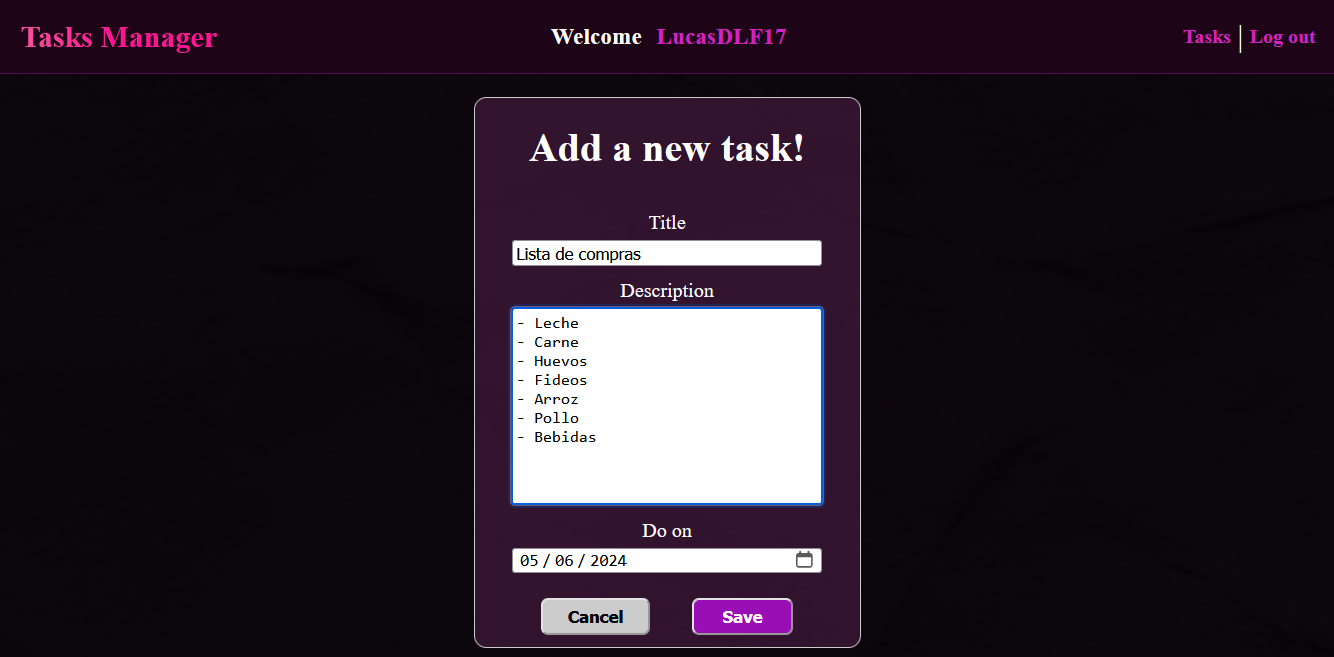 Tasks Manager
Welcome LucasDLF17
Tasks | Log out
Add a new task!
Title
Lista de compras
Description
- Leche
- Carne
- Huevos
- Fideos
- Arroz
- Pollo
- Bebidas
Do on
05/06/2024
Cancel
Save